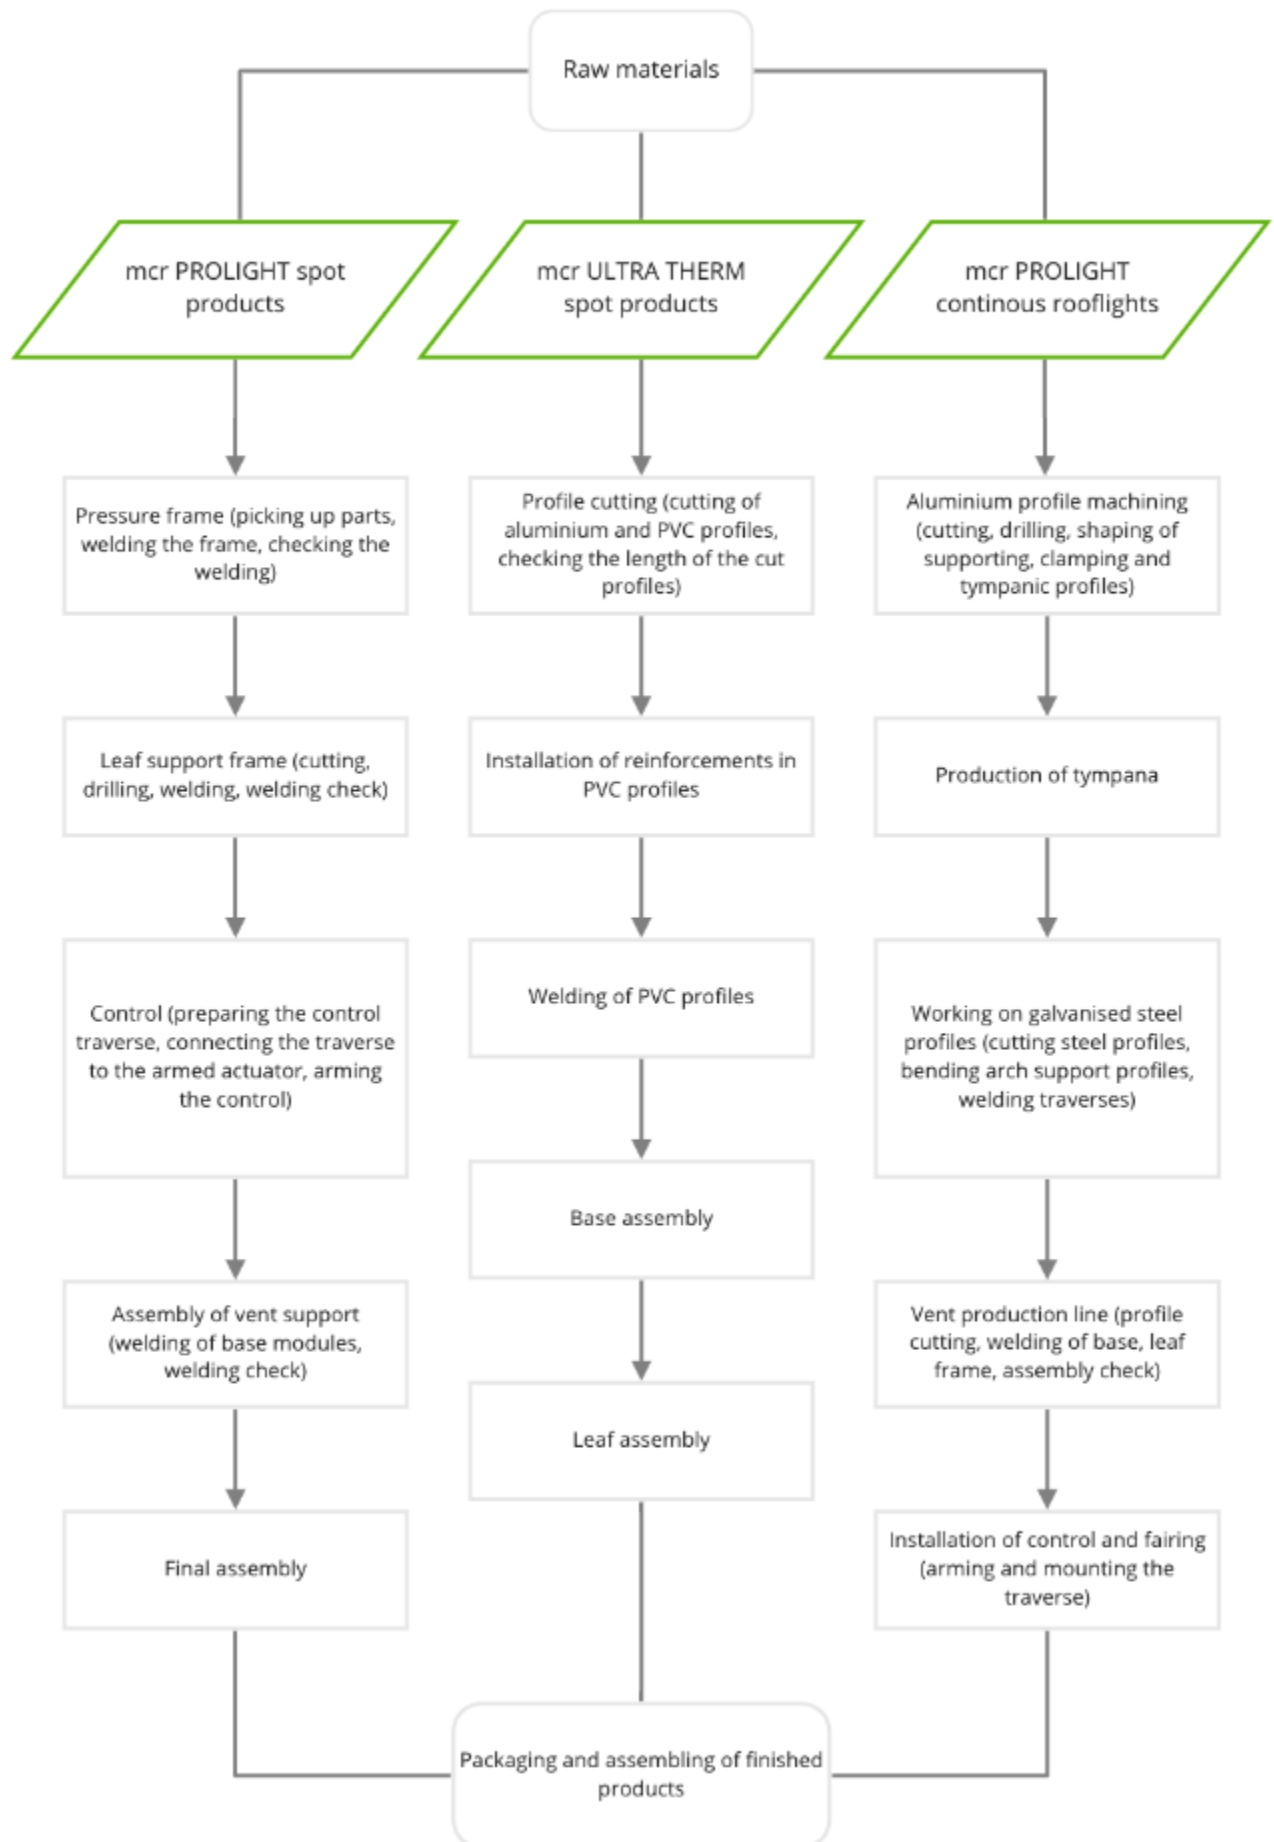 Raw materials
mcr PROLIGHT spot
products
mcr ULTRA THERM
spot products
mcr PROLIGHT
continous rooflights
Pressure frame (picking up parts,
welding the frame, checking the
welding)
Profile cutting (cutting of
aluminium and PVC profiles,
checking the length of the cut
profiles)
Aluminium profile machining
(cutting, drilling, shaping of
supporting, clamping and
tympanic profiles)
Leaf support frame (cutting,
drilling, welding, welding check)
Installation of reinforcements in
PVC profiles
Production of tympana
Control (preparing the control
traverse, connecting the traverse
to the armed actuator, arming
the control)
Welding of PVC profiles
Working on galvanised steel
profiles (cutting steel profiles,
bending arch support profiles,
welding traverses)
Base assembly
Assembly of vent support
(welding of base modules,
welding check)
Vent production line (profile
cutting, welding of base, leaf
frame, assembly check)
Leaf assembly
Final assembly
Installation of control and fairing
(arming and mounting the
traverse)
Packaging and assembling of finished
products